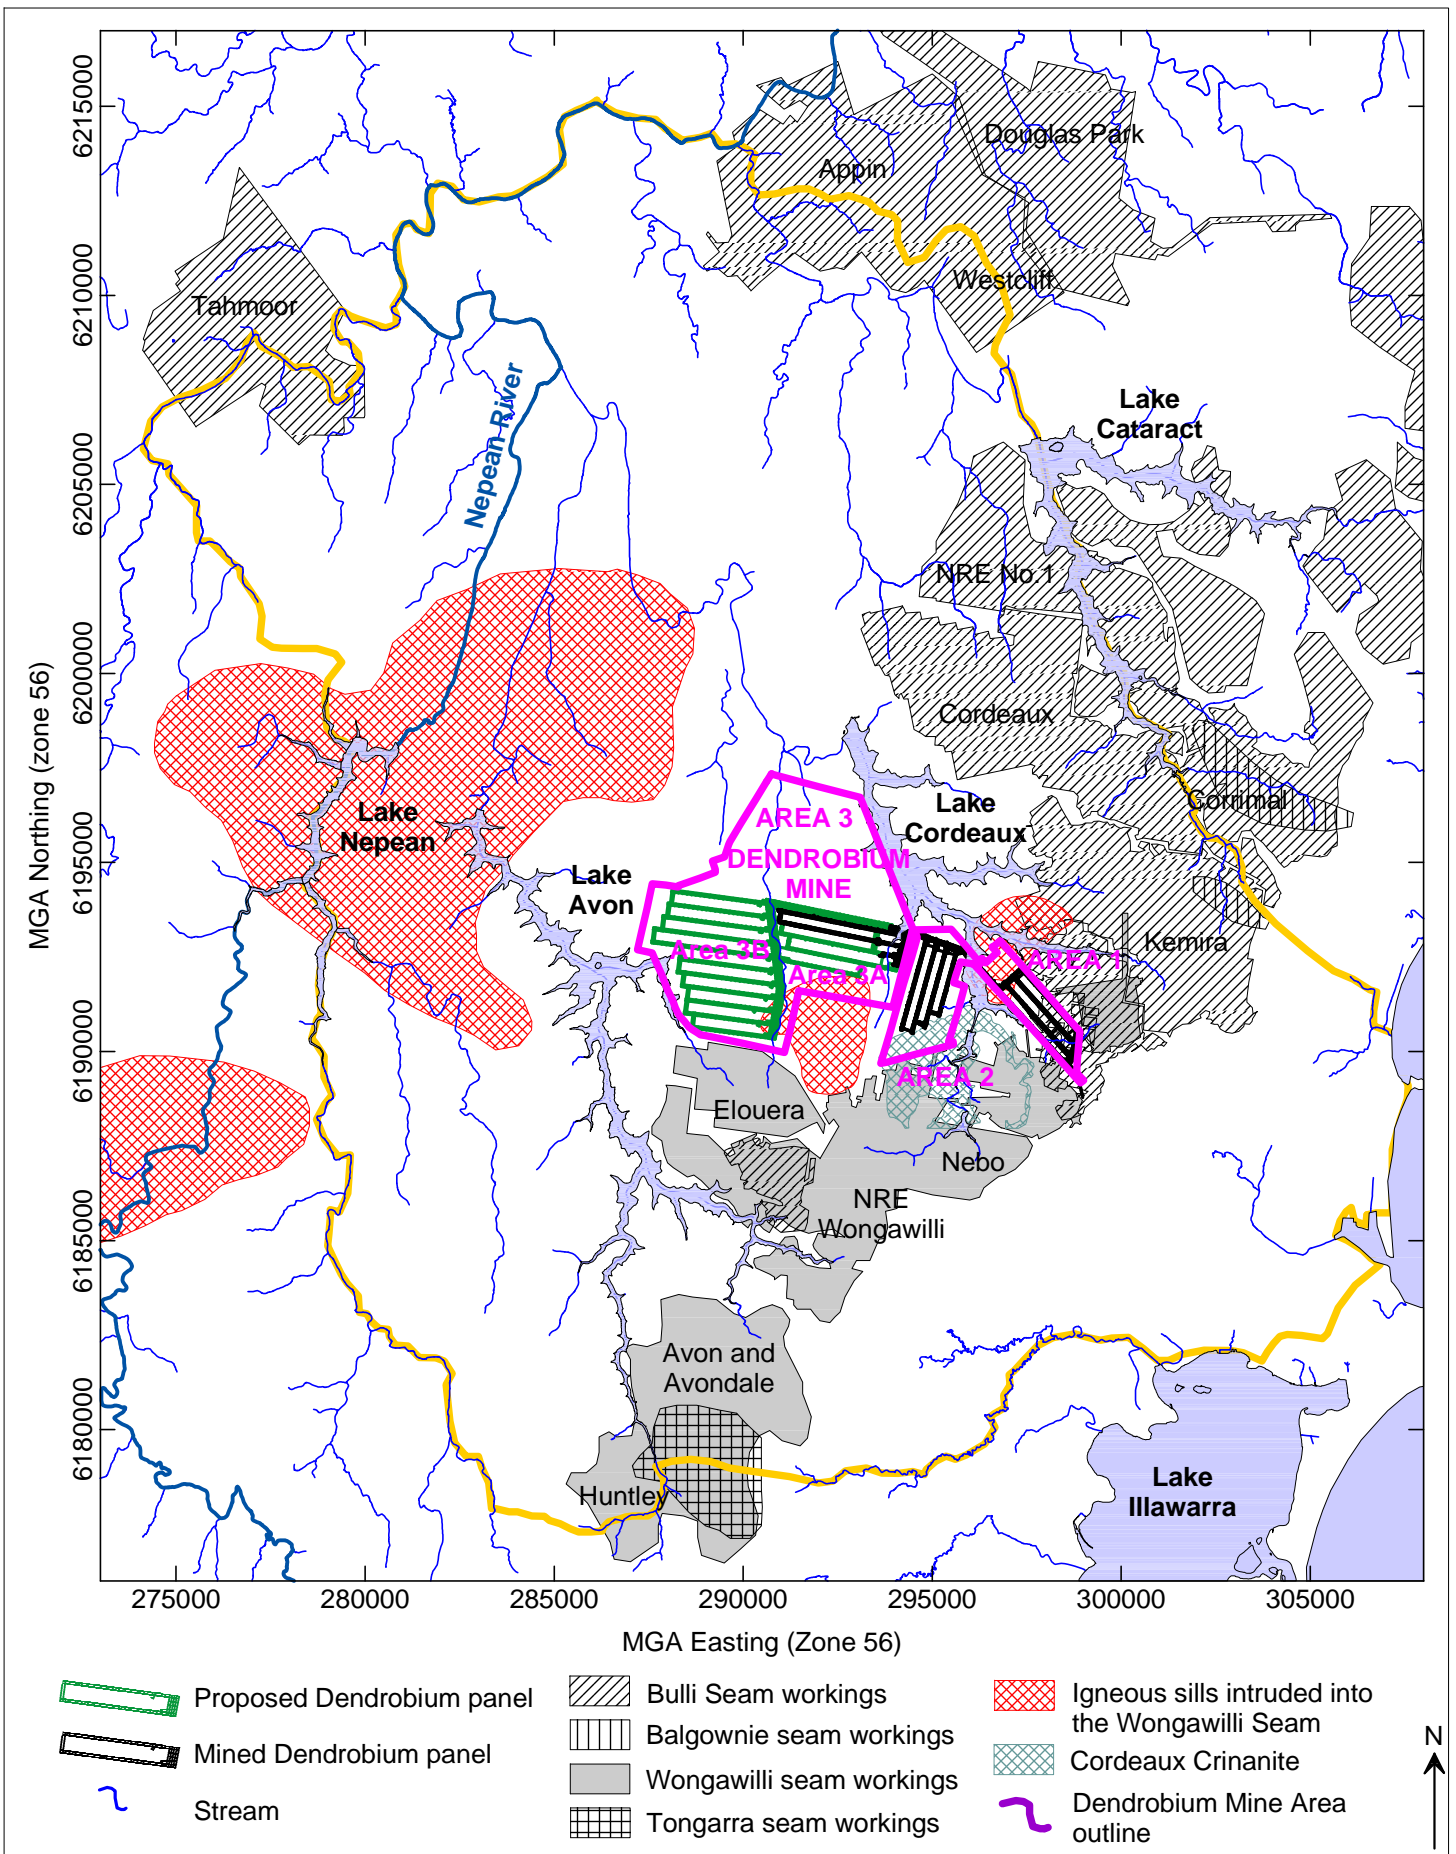 6215000
6210000
6205000
6200000
6195000
6190000
6185000
6180000
MGA Northing (zone 56)
Douglas Park
Appin
Westcliff
Tahmoor
Nepean River
Lake
Cataract
NRE No.1
Cordeaux
Corrimal
Lake
Nepean
Lake
Cordeaux
AREA 3
DENDROBIUM
MINE
Lake
Avon
Kemira
Area 3B
Area 3A
AREA 1
AREA 2
Elouera
Nebo
NRE
Wongawilli
Avon and
Avondale
Huntley
Lake
Illawarra
275000
280000
285000
290000
295000
300000
305000
MGA Easting (Zone 56)
Proposed Dendrobium panel
Mined Dendrobium panel
Stream
Bulli Seam workings
Balgownie seam workings
Wongawilli seam workings
Tongarra seam workings
Igneous sills intruded into
the Wongawilli Seam
Cordeaux Crinanite
Dendrobium Mine Area
outline
N